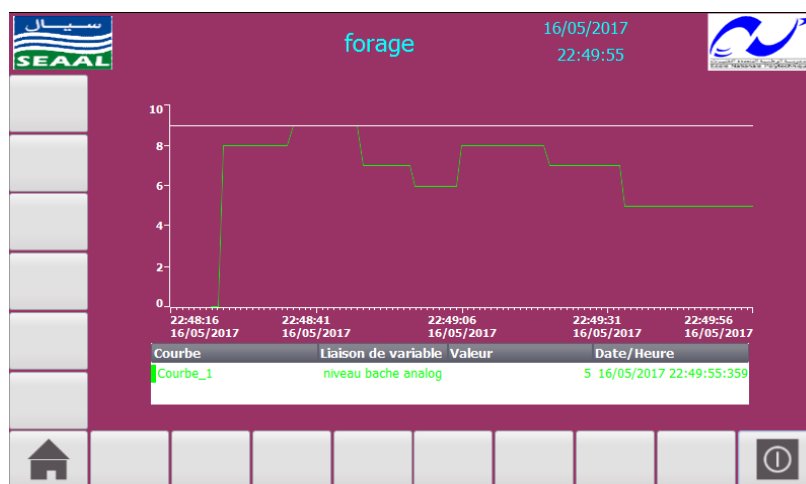 سيال
SEAAL
forage
16/05/2017
22:49:55
10
8
6
4
2
0
22:48:16 22:48:41 22:49:06 22:49:31 22:49:56
16/05/2017 16/05/2017 16/05/2017 16/05/2017 16/05/2017
Courbe Liaison de variable Valeur Date/Heure
Courbe_1 niveau bache analog 5 16/05/2017 22:49:55:359